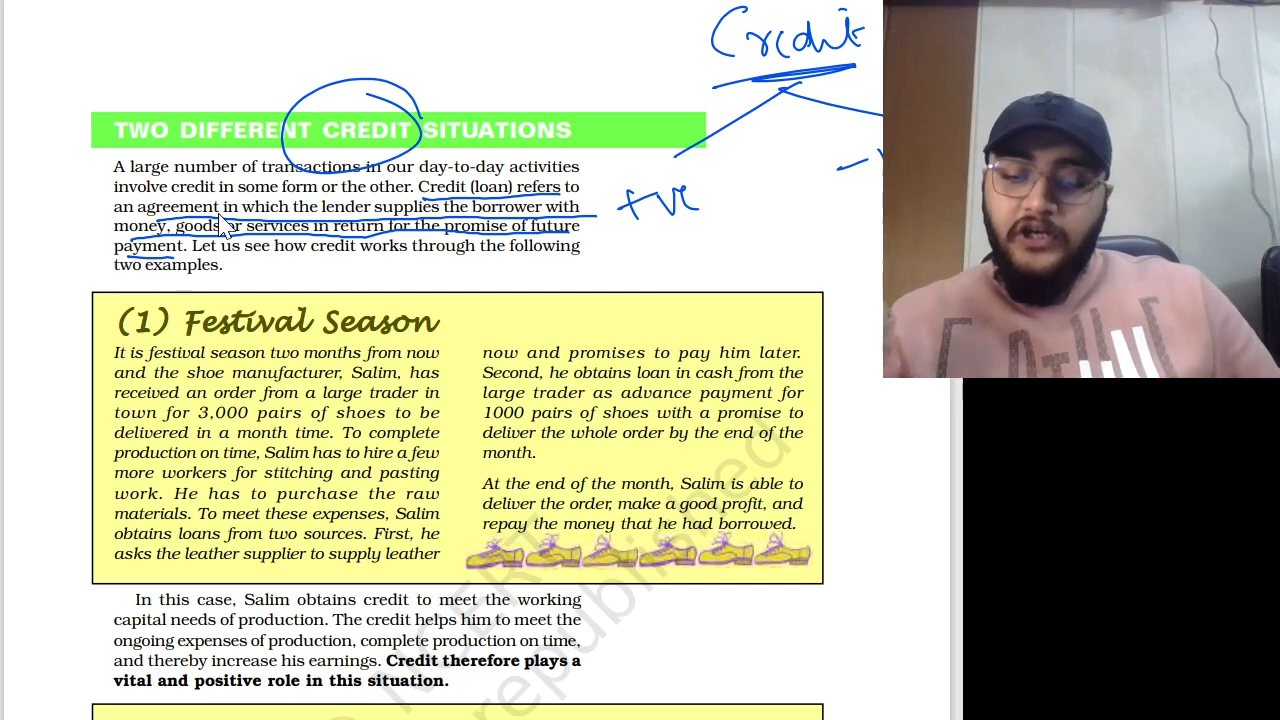 Credit
TWO DIFFERENT CREDIT SITUATIONS
A large number of transactions in our day-to-day activities
involve credit in some form or the other. Credit (loan) refers to
an agreement in which the lender supplies the borrower with
money, goods or services in return for the promise of future
payment. Let us see how credit works through the following
two examples.
+ve
(1) Festival Season
It is festival season two months from now
and the shoe manufacturer, Salim, has
received an order from a large trader in
town for 3,000 pairs of shoes to be
delivered in a month time. To complete
production on time, Salim has to hire a few
more workers for stitching and pasting
work. He has to purchase the raw
materials. To meet these expenses, Salim
obtains loans from two sources. First, he
asks the leather supplier to supply leather
now and promises to pay him later.
Second, he obtains loan in cash from the
large trader as advance payment for
1000 pairs of shoes with a promise to
deliver the whole order by the end of the
month.
At the end of the month, Salim is able to
deliver the order, make a good profit, and
repay the money that he had borrowed.
In this case, Salim obtains credit to meet the working
capital needs of production. The credit helps him to meet the
ongoing expenses of production, complete production on time,
and thereby increase his earnings. Credit therefore plays a
vital and positive role in this situation.
NCERT
republished